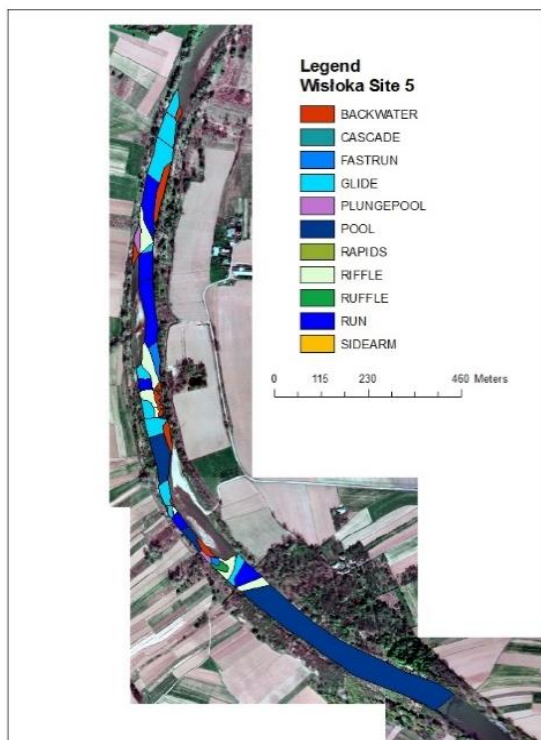 Legend
Wisłoka Site 5
BACKWATER
CASCADE
FASTRUN
GLIDE
PLUNGEPOOL
POOL
RAPIDS
RIFFLE
RUFFLE
RUN
SIDEARM
0 115 230 460 Meters